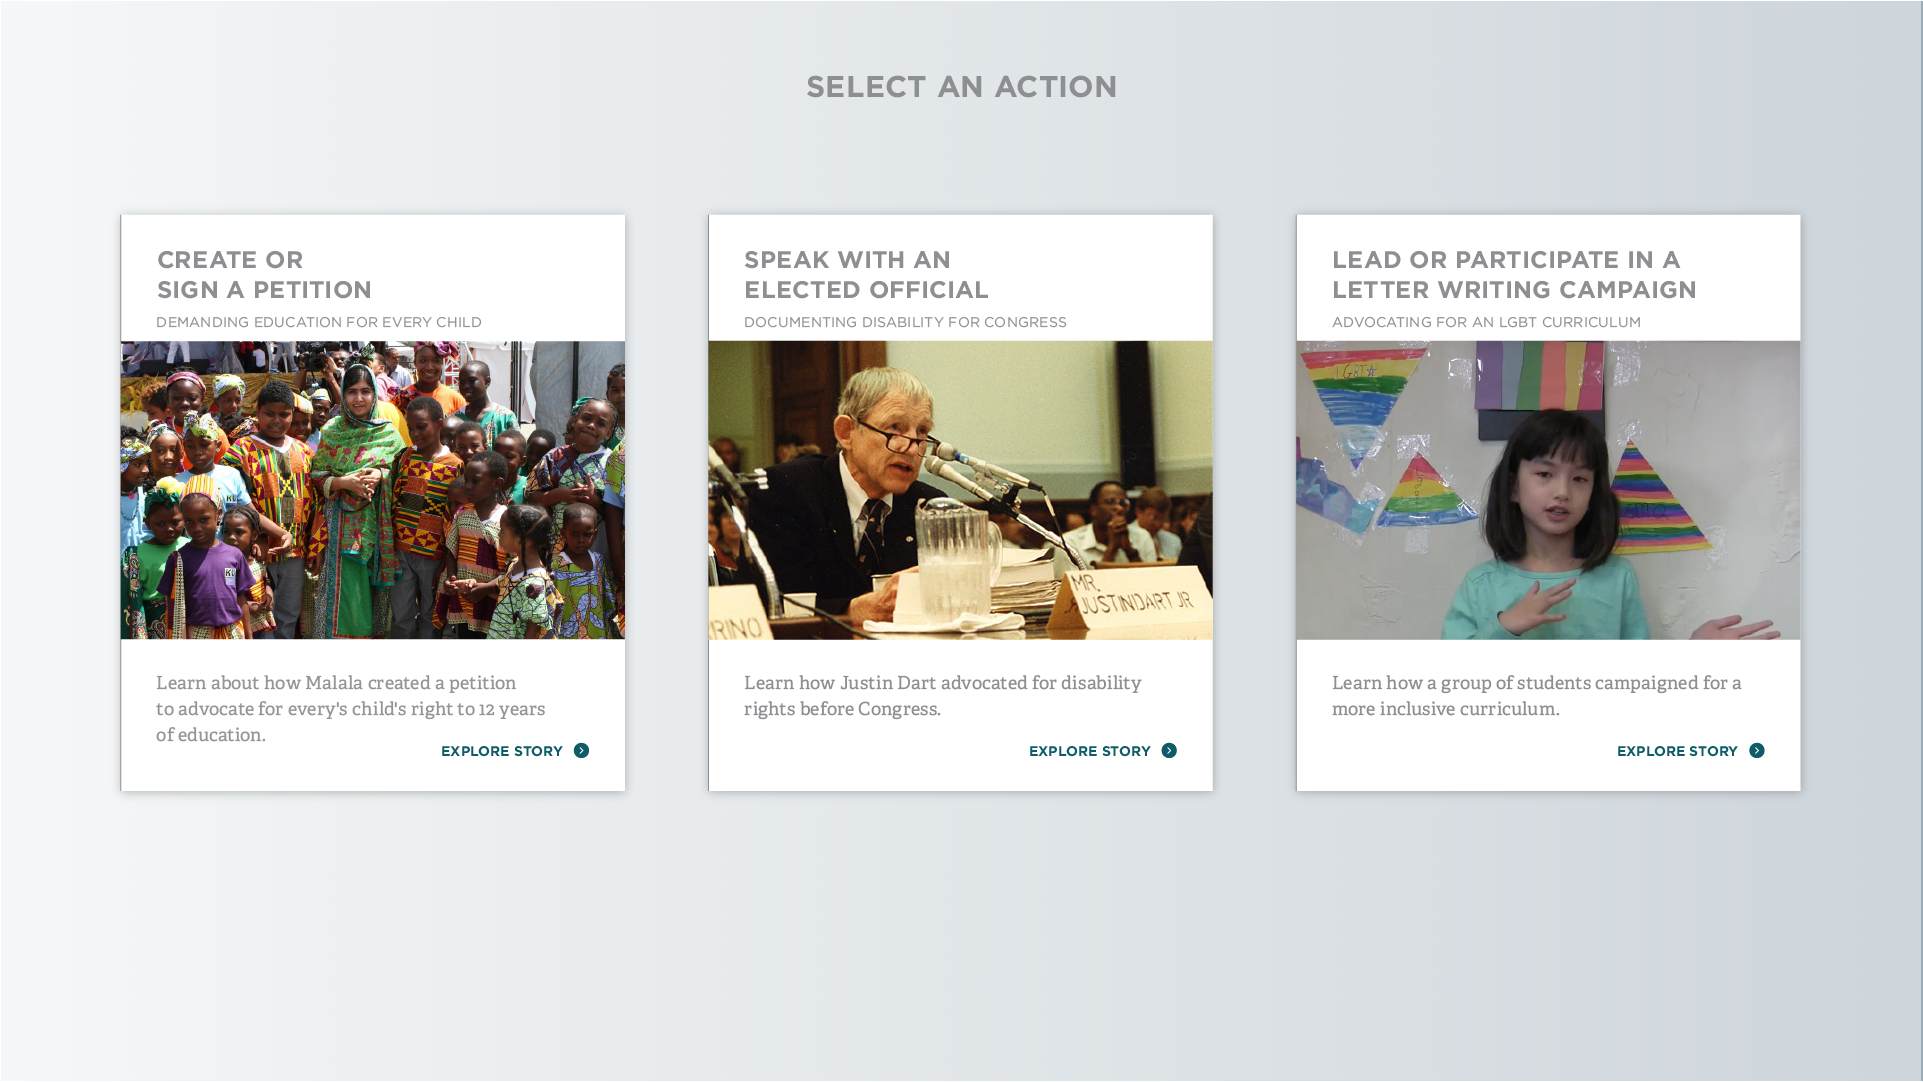 SELECT AN ACTION
CREATE OR
SIGN A PETITION
DEMANDING EDUCATION FOR EVERY CHILD
KU
KU
Learn about how Malala created a petition
to advocate for every's child's right to 12 years
of education.
EXPLORE STORY
SPEAK WITH AN
ELECTED OFFICIAL
DOCUMENTING DISABILITY FOR CONGRESS
RINO
MR.
JUSTIN DART JR
Learn how Justin Dart advocated for disability
rights before Congress.
EXPLORE STORY
LEAD OR PARTICIPATE IN A
LETTER WRITING CAMPAIGN
ADVOCATING FOR AN LGBT CURRICULUM
LGBT
Learn how a group of students campaigned for a
more inclusive curriculum.
EXPLORE STORY